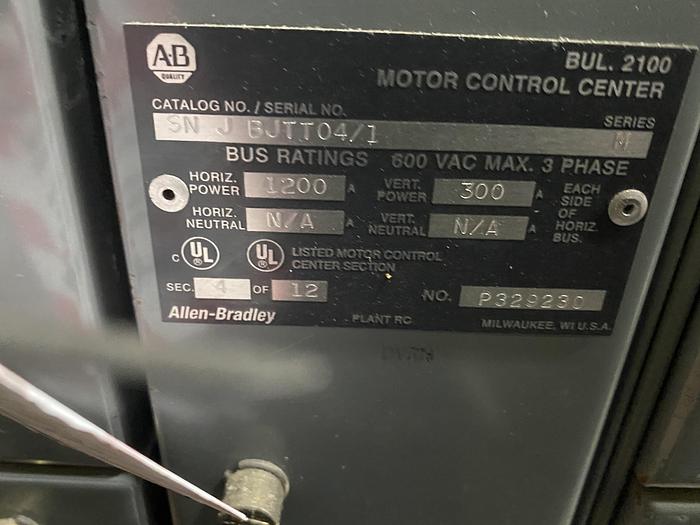 A-B
QUALITY
BUL. 2100
MOTOR CONTROL CENTER
CATALOG NO. / SERIAL NO.
SERIES
SN J BJTT04/1
N
BUS RATINGS 600 VAC MAX. 3 PHASE
HORIZ. POWER 1200 A VERT. POWER 300 A EACH SIDE OF HORIZ. BUS.
HORIZ. NEUTRAL N/A A VERT. NEUTRAL N/A A
c UL UL LISTED MOTOR CONTROL
CENTER SECTION
SEC. 4 OF 12 NO. P329230
Allen-Bradley PLANT RC MILWAUKEE, WI U.S.A.